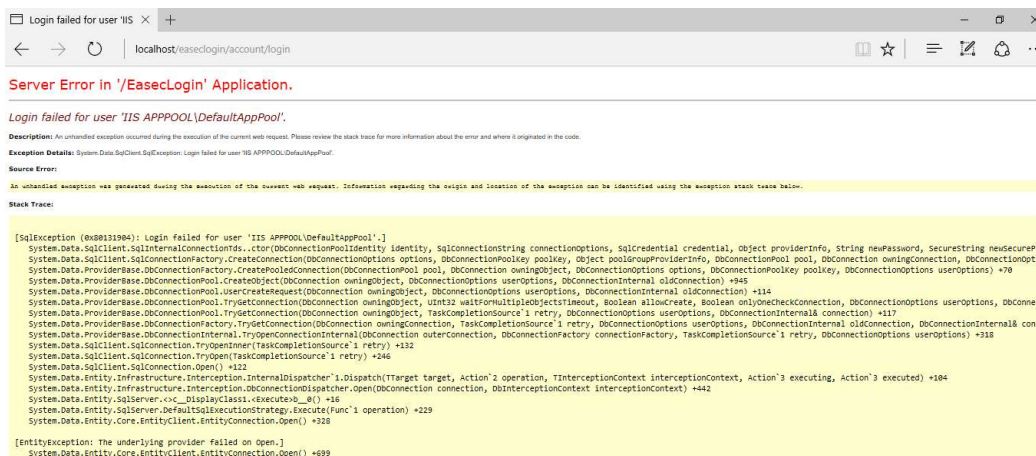 Login failed for user 'IIS
localhost/easeclogin/account/login
Server Error in '/EasecLogin' Application.
Login failed for user 'IIS APPPOOL\DefaultAppPool'.
Description: An unhandled exception occurred during the execution of the current web request. Please review the stack trace for more information about the error and where it originated in the code.
Exception Details: System.Data.SqlClient.SqlException: Login failed for user 'IIS APPPOOL\DefaultAppPool'.
Source Error:
An unhandled exception was generated during the execution of the current web request. Information regarding the origin and location of the exception can be identified using the exception stack trace below.
Stack Trace:
[SqlException (0x80131904): Login failed for user 'IIS APPPOOL\DefaultAppPool'.]
System.Data.SqlClient.SqlInternalConnectionTds..ctor(DbConnectionPoolIdentity identity, SqlConnectionString connectionOptions, SqlCredential credential, Object providerInfo, String newPassword, SecureString newSecureP
System.Data.SqlClient.SqlConnectionFactory.CreateConnection(DbConnectionOptions options, DbConnectionPoolKey poolKey, Object poolGroupProviderInfo, DbConnectionPool pool, DbConnection owningConnection, DbConnectionOpt
System.Data.ProviderBase.DbConnectionFactory.CreatePooledConnection(DbConnectionPool pool, DbConnection owningObject, DbConnectionOptions options, DbConnectionPoolKey poolKey, DbConnectionOptions userOptions) +70
System.Data.ProviderBase.DbConnectionPool.CreateObject(DbConnection owningObject, DbConnectionOptions userOptions, DbConnectionInternal oldConnection) +945
System.Data.ProviderBase.DbConnectionPool.UserCreateRequest(DbConnection owningObject, DbConnectionOptions userOptions, DbConnectionInternal oldConnection) +114
System.Data.ProviderBase.DbConnectionPool.TryGetConnection(DbConnection owningObject, UInt32 waitForMultipleObjectsTimeout, Boolean allowCreate, Boolean onlyOneCheckConnection, DbConnectionOptions userOptions, DbConne
System.Data.ProviderBase.DbConnectionPool.TryGetConnection(DbConnection owningObject, TaskCompletionSource`1 retry, DbConnectionOptions userOptions, DbConnectionInternal& connection) +117
System.Data.ProviderBase.DbConnectionFactory.TryGetConnection(DbConnection owningConnection, TaskCompletionSource`1 retry, DbConnectionOptions userOptions, DbConnectionInternal oldConnection, DbConnectionInternal& con
System.Data.ProviderBase.DbConnectionInternal.TryOpenConnectionInternal(DbConnection outerConnection, DbConnectionFactory connectionFactory, TaskCompletionSource`1 retry, DbConnectionOptions userOptions) +318
System.Data.SqlClient.SqlConnection.TryOpenInner(TaskCompletionSource`1 retry) +132
System.Data.SqlClient.SqlConnection.TryOpen(TaskCompletionSource`1 retry) +246
System.Data.SqlClient.SqlConnection.Open() +122
System.Data.Entity.Infrastructure.Interception.InternalDispatcher`1.Dispatch(TTarget target, Action`2 operation, TInterceptionContext interceptionContext, Action`3 executing, Action`3 executed) +104
System.Data.Entity.Infrastructure.Interception.DbConnectionDispatcher.Open(DbConnection connection, DbInterceptionContext interceptionContext) +442
System.Data.Entity.SqlServer.<>c__DisplayClass1.<Execute>b__0() +16
System.Data.Entity.SqlServer.DefaultSqlExecutionStrategy.Execute(Func`1 operation) +229
System.Data.Entity.Core.EntityClient.EntityConnection.Open() +328
[EntityException: The underlying provider failed on Open.]
System.Data.Entity.Core.EntityClient.EntityConnection.Open() +699